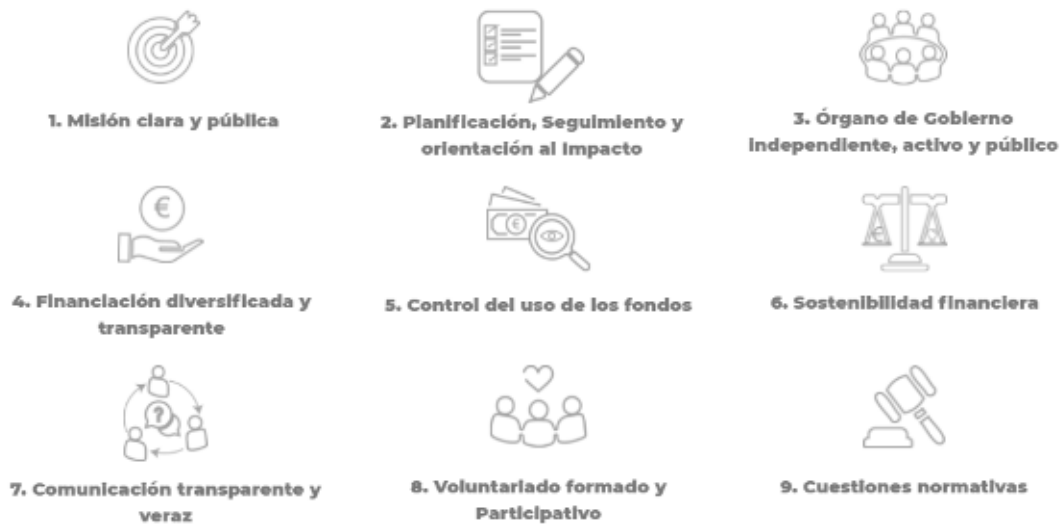 1. Misión clara y pública
2. Planificación, Seguimiento y
orientación al Impacto
3. Órgano de Gobierno
independiente, activo y público
€
€
€
4. Financiación diversificada y
transparente
5. Control del uso de los fondos
6. Sostenibilidad financiera
?
7. Comunicación transparente y
veraz
8. Voluntariado formado y
Participativo
9. Cuestiones normativas